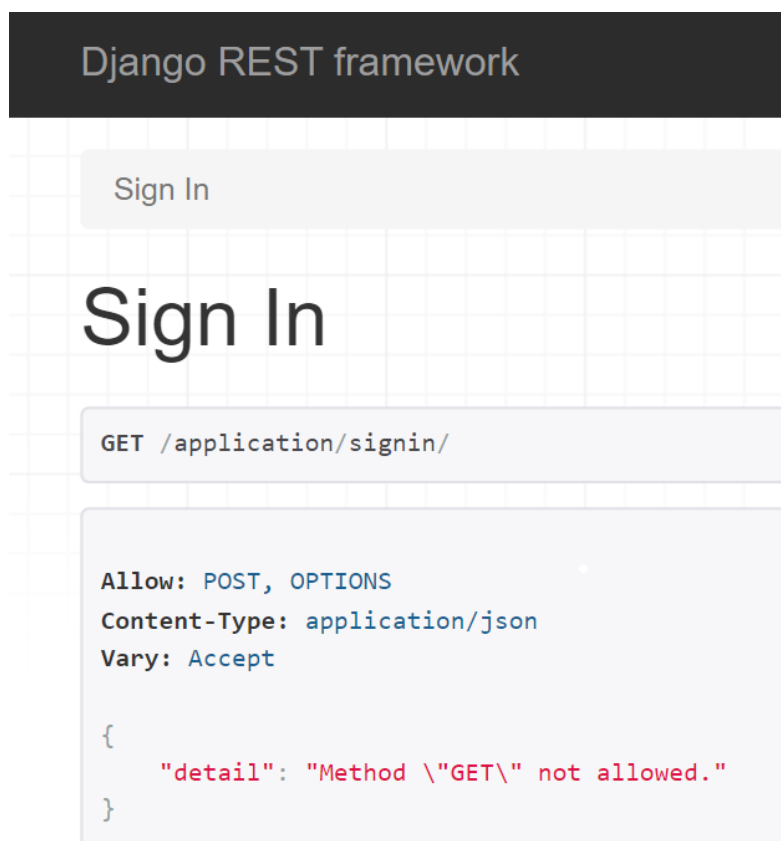 Django REST framework
Sign In
Sign In
GET /application/signin/
Allow: POST, OPTIONS
Content-Type: application/json
Vary: Accept
{
    "detail": "Method \"GET\" not allowed."
}